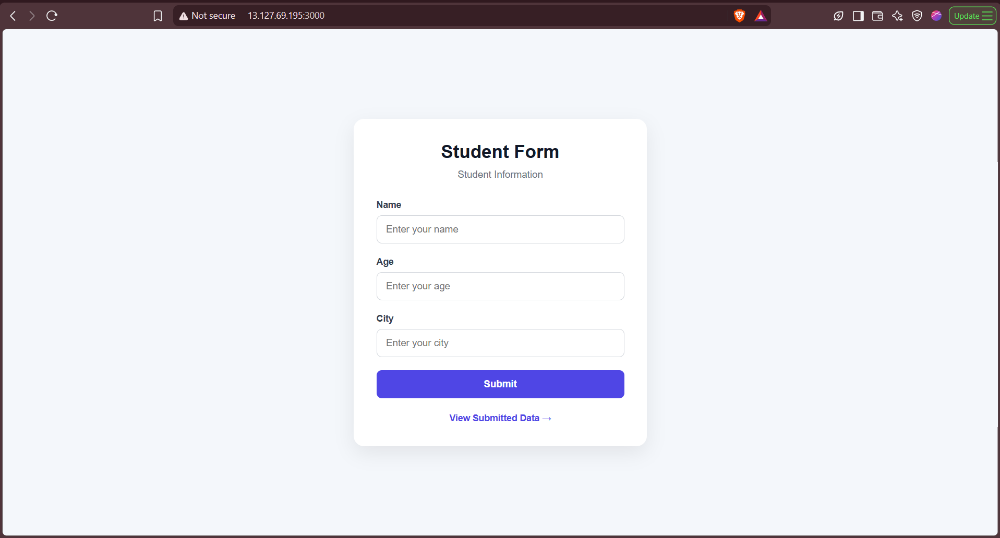 Not secure 13.127.69.195:3000
Update
Student Form
Student Information
Name
Enter your name
Age
Enter your age
City
Enter your city
Submit
View Submitted Data →